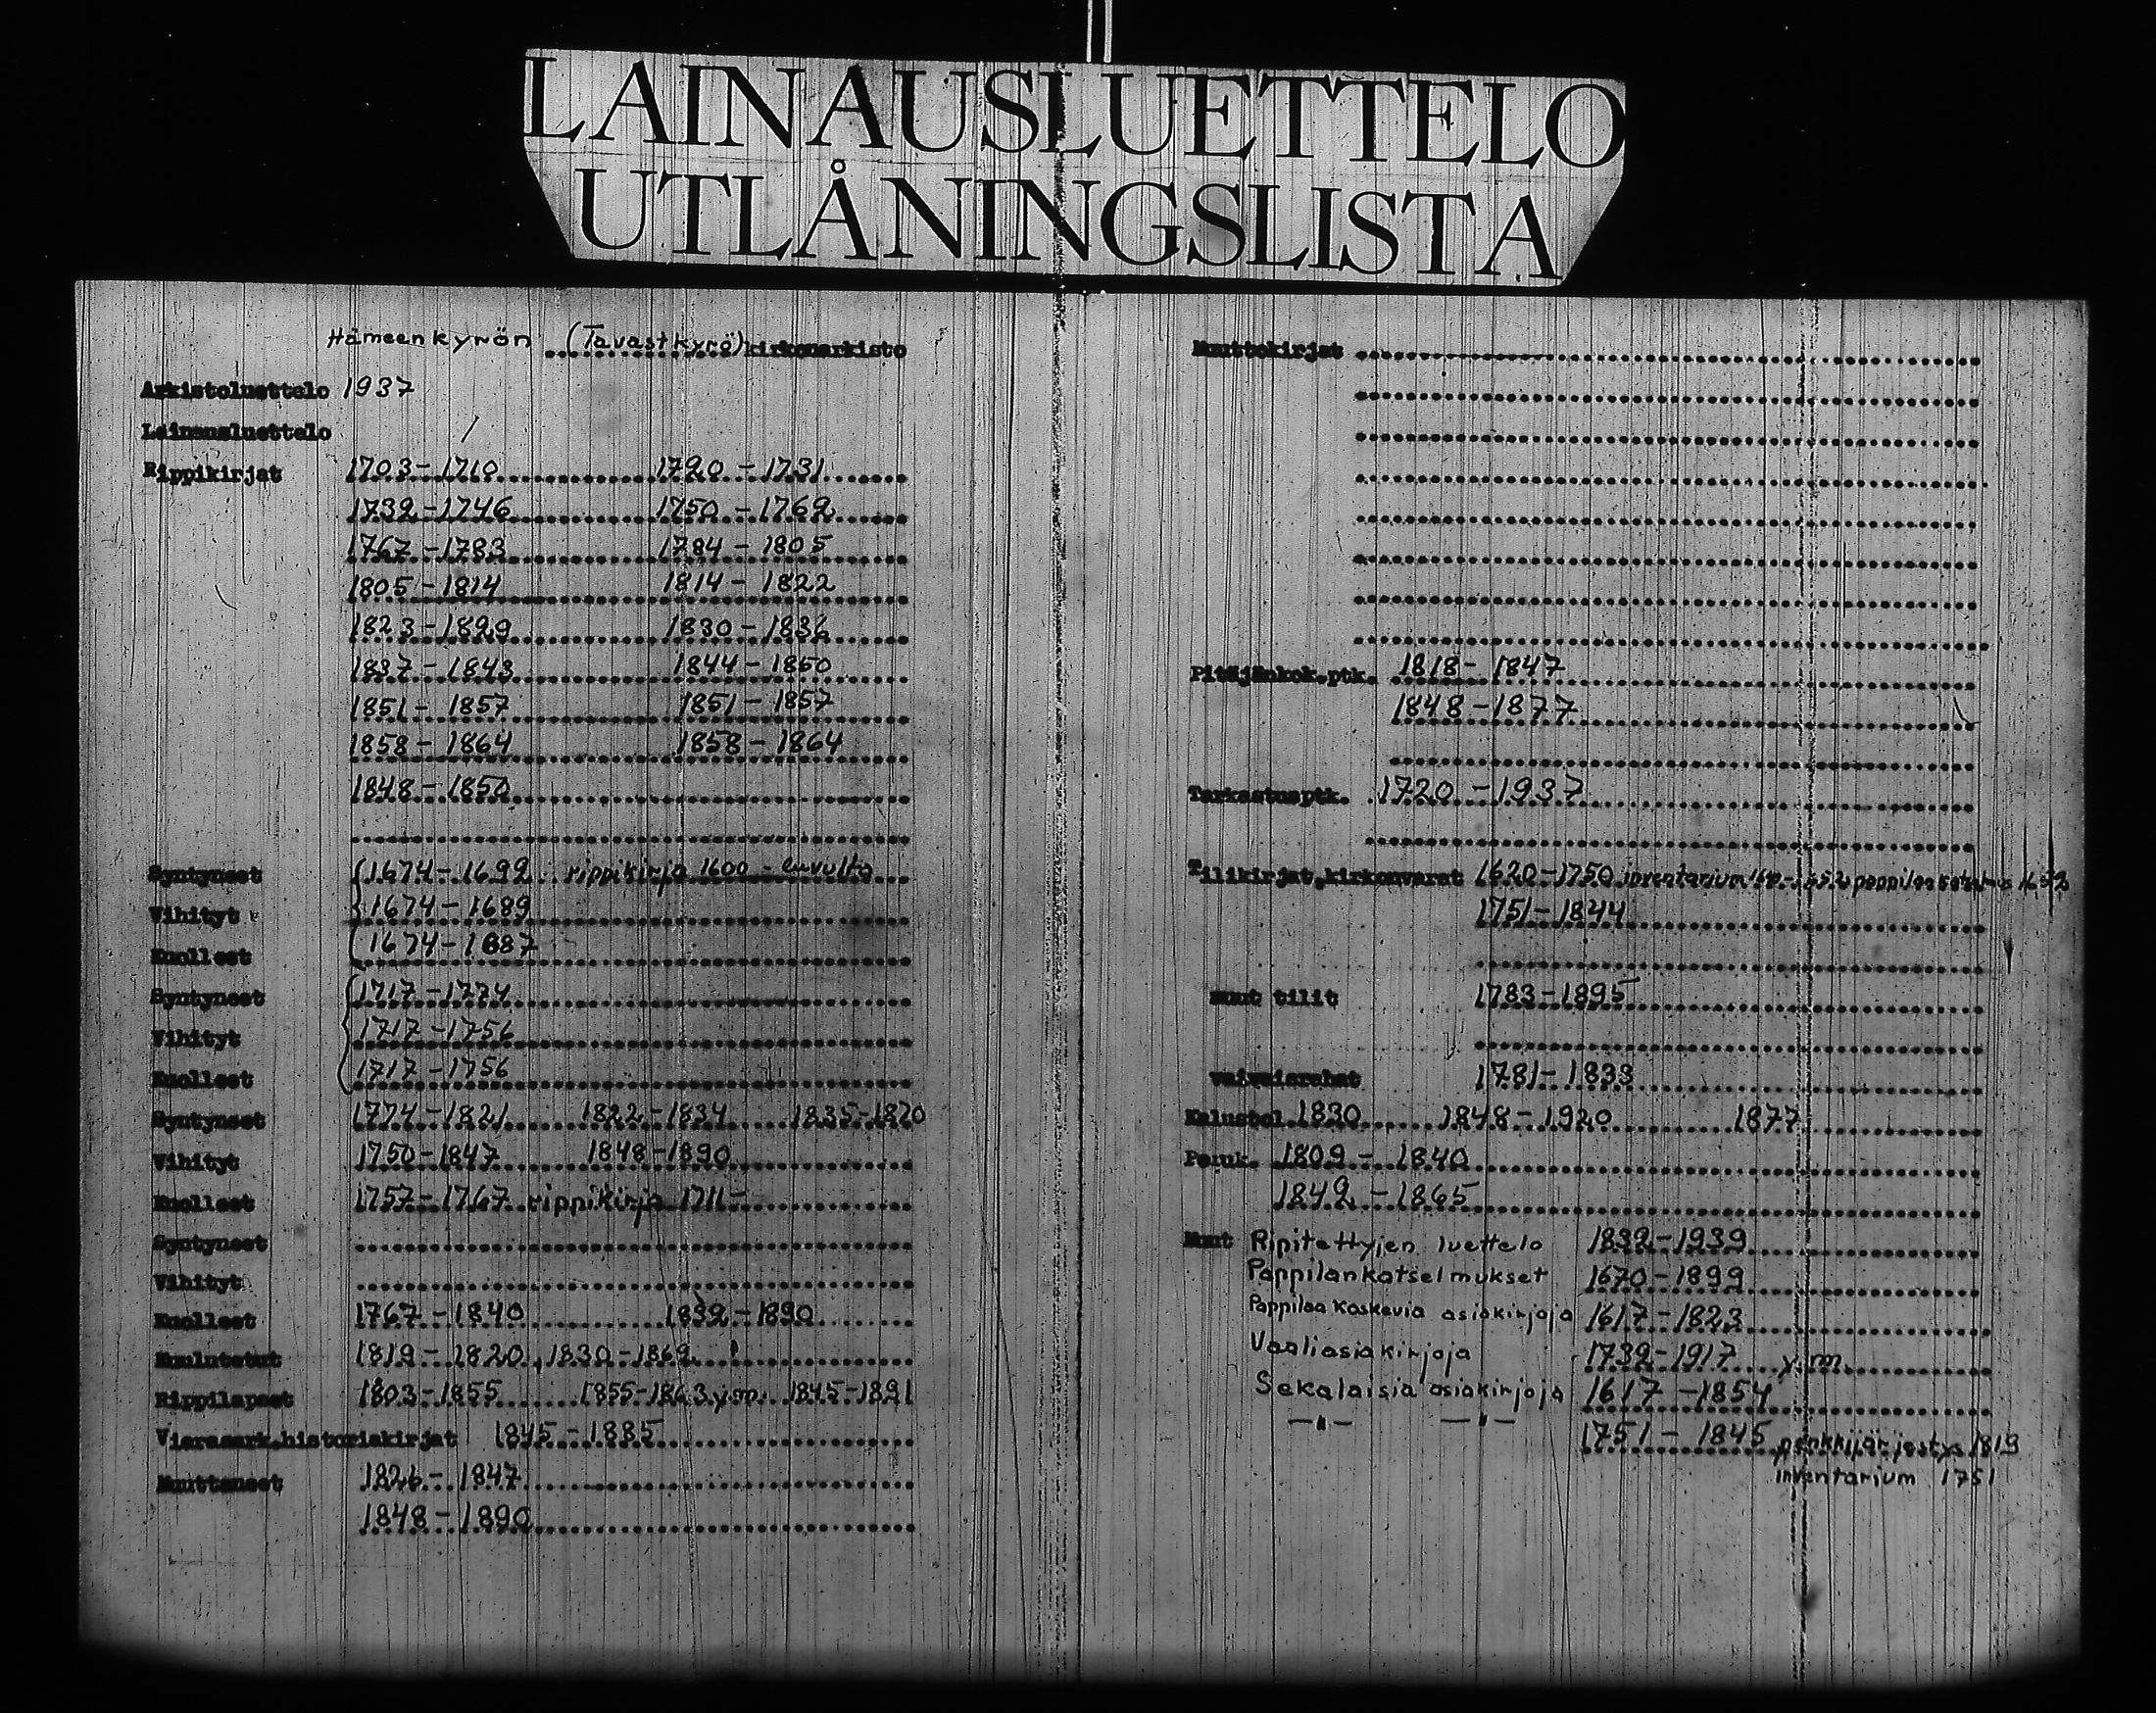 LAINAUSLUETTELO
UTLÅNINGSLISTA
Hämeenkyrön (Tavastkyrö) kirkonarkisto
Arkistoluettelo 1937
Lainausluettelo
Rippikirjat 1703-1710 1720-1731
1732-1746 1750-1762
1767-1783 1784-1805
1805-1814 1814-1822
1823-1829 1830-1836
1837-1843 1844-1850
1851-1857 1851-1857
1858-1864 1858-1864
1848-1850
Syntyneet 1674-1692 rippikirja 1600-luvulta
Vihityt 1674-1689
Kuolleet 1674-1687
Syntyneet 1717-1774
Vihityt 1717-1756
Kuolleet 1717-1756
Syntyneet 1774-1821 1822-1834 1835-1870
Vihityt 1750-1847 1848-1890
Kuolleet 1757-1767 rippikirja 1711-
Syntyneet
Vihityt
Kuolleet 1767-1840 1832-1890
Kuulutetut 1819-1820, 1830-1869
Rippilapset 1803-1855 1855-1863 ym. 1845-1891
Vierasark.historiakirjat 1845-1885
Muuttaneet 1826-1847
1848-1890
Muuttokirjat
Pitäjänkok.ptk. 1818-1847
1848-1877
Tarkastusptk. 1720-1937
Tilikirjat, kirkonvarat 1620-1750 inventarium
1751-1844
Muut tilit 1783-1895
Vaivaisrahat 1781-1833
Kalustol. 1830 1848-1920 1877
Peruk. 1809-1840
1842-1865
Muut Ripitettyjen luettelo 1832-1939
Pappilankatselmukset 1670-1899
Pappilaa koskevia asiakirjoja 1617-1823
Vaaliasiakirjoja 1732-1917 y.m.
Sekalaisia asiakirjoja 1617-1854
-"- -"- 1751-1845 penkkijärjestys 1819
inventarium 1751